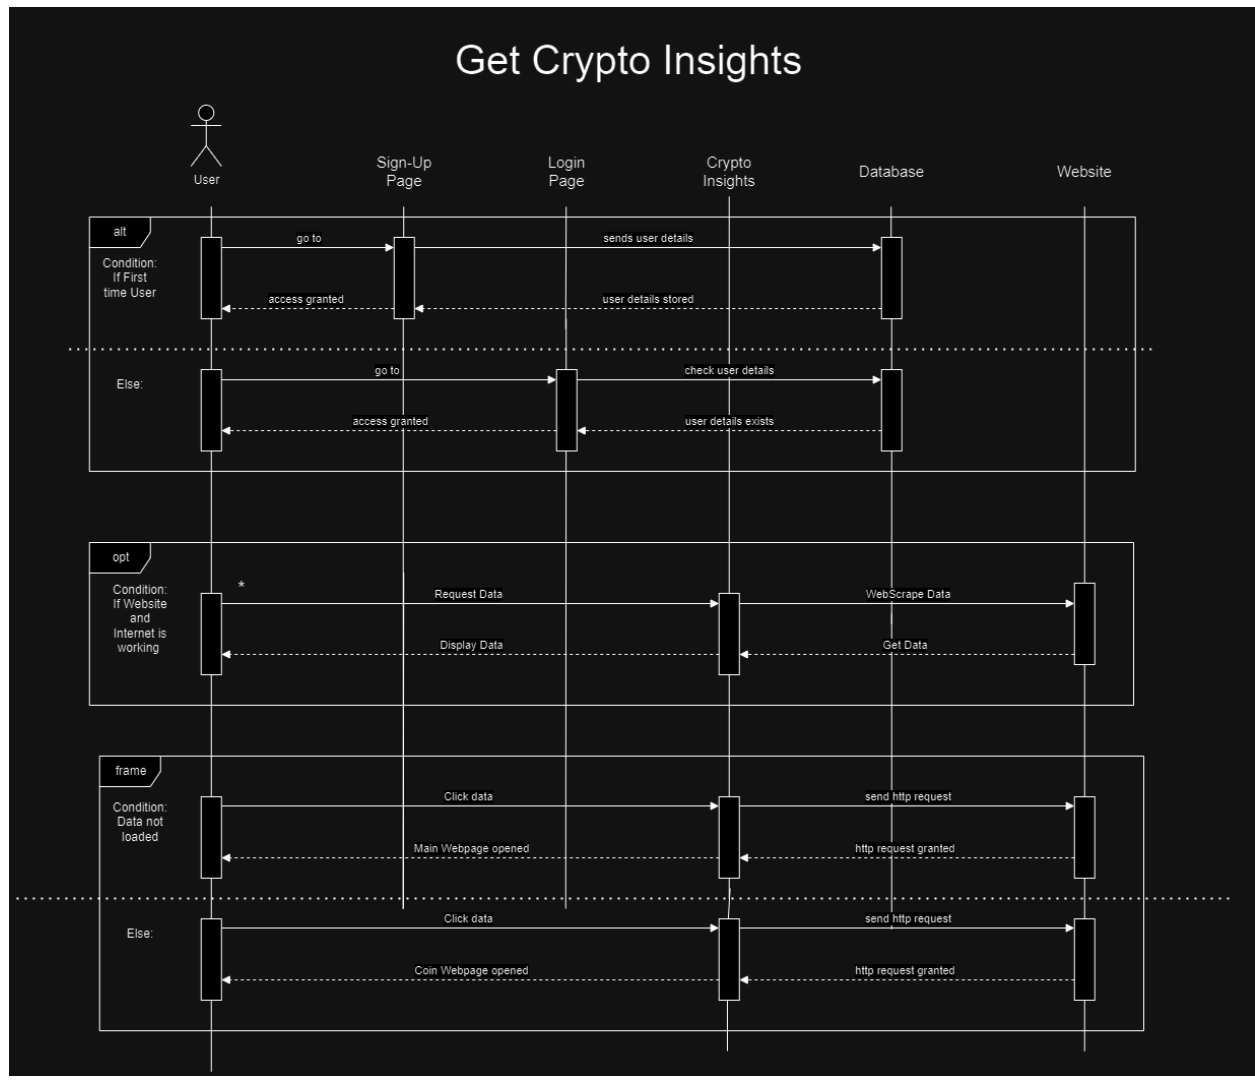 Get Crypto Insights
User
Sign-Up
Page
Login
Page
Crypto
Insights
Database
Website
alt
Condition:
If First
time User
go to
sends user details
access granted
user details stored
Else:
go to
check user details
access granted
user details exists
opt
Condition:
If Website
and
Internet is
working
*
Request Data
WebScrape Data
Display Data
Get Data
frame
Condition:
Data not
loaded
Click data
send http request
Main Webpage opened
http request granted
Else:
Click data
send http request
Coin Webpage opened
http request granted